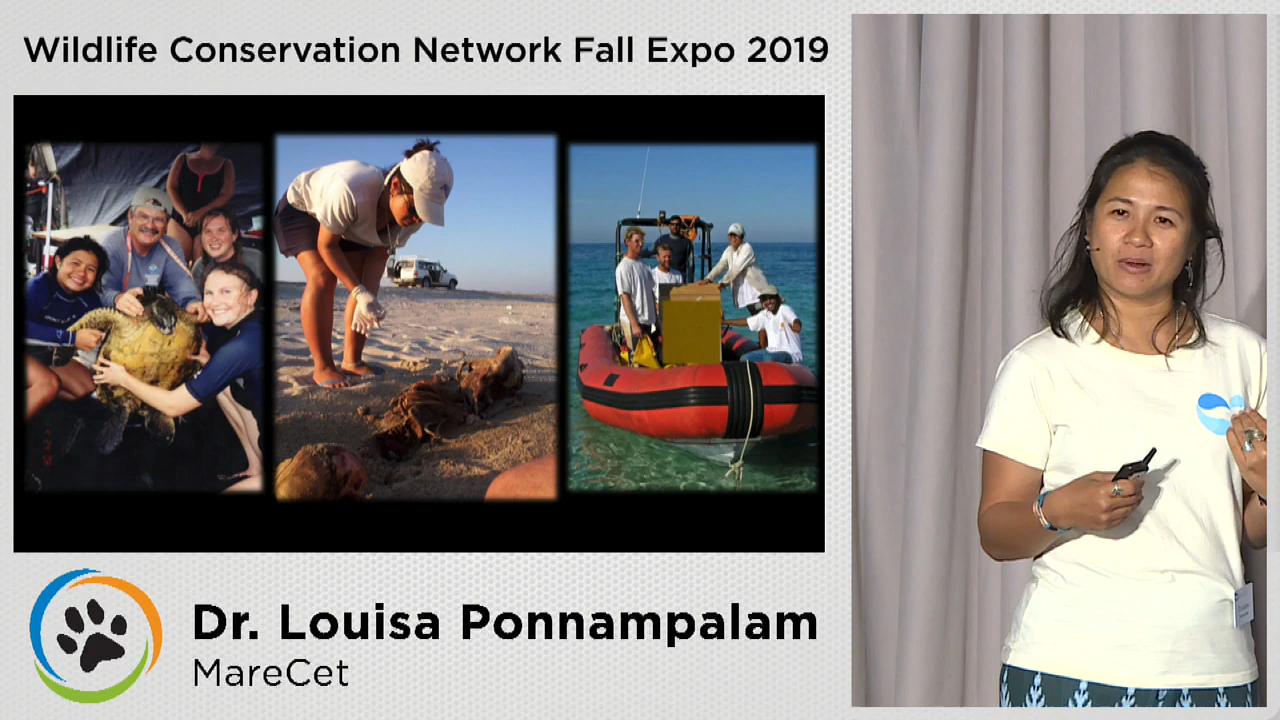 Wildlife Conservation Network Fall Expo 2019
Dr. Louisa Ponnampalam
MareCet